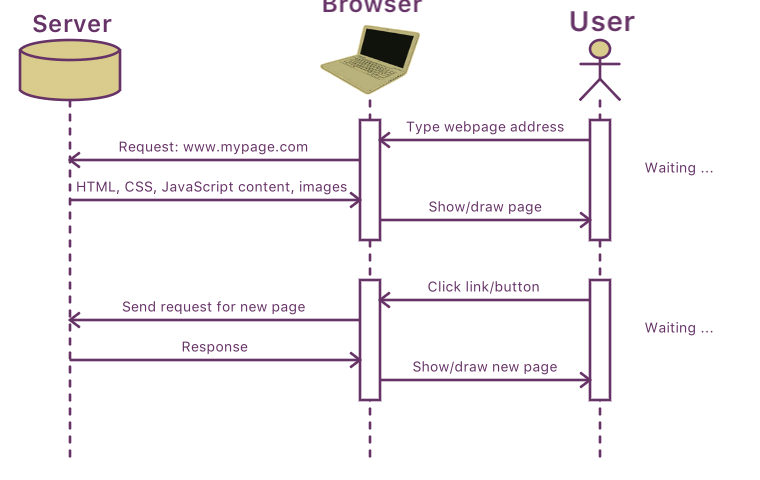 Server
Browser
User
Type webpage address
Request: www.mypage.com
Waiting ...
HTML, CSS, JavaScript content, images
Show/draw page
Click link/button
Send request for new page
Waiting ...
Response
Show/draw new page